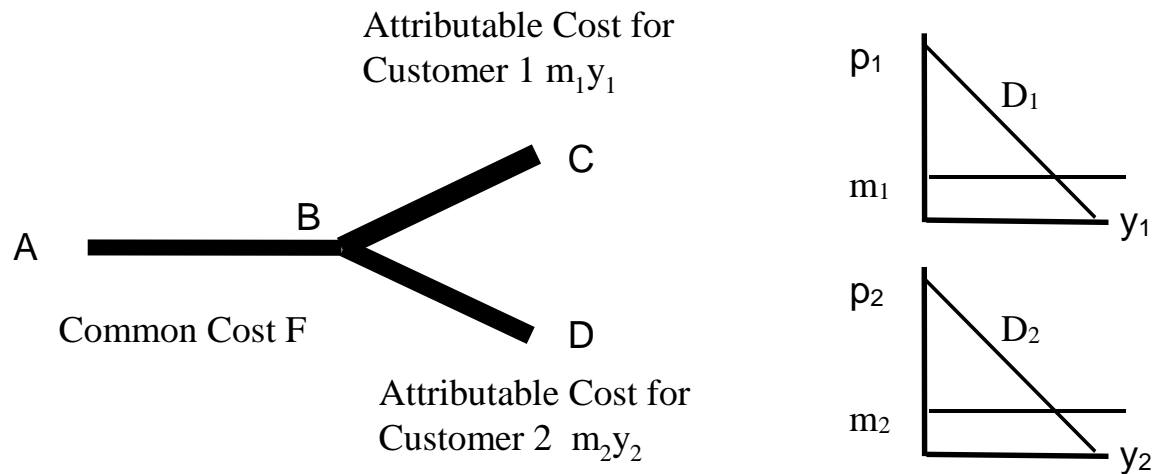 Attributable Cost for
Customer 1 m₁y₁
A
B
C
D
Common Cost F
Attributable Cost for
Customer 2 m₂y₂
p₁
D₁
m₁
y₁
p₂
D₂
m₂
y₂